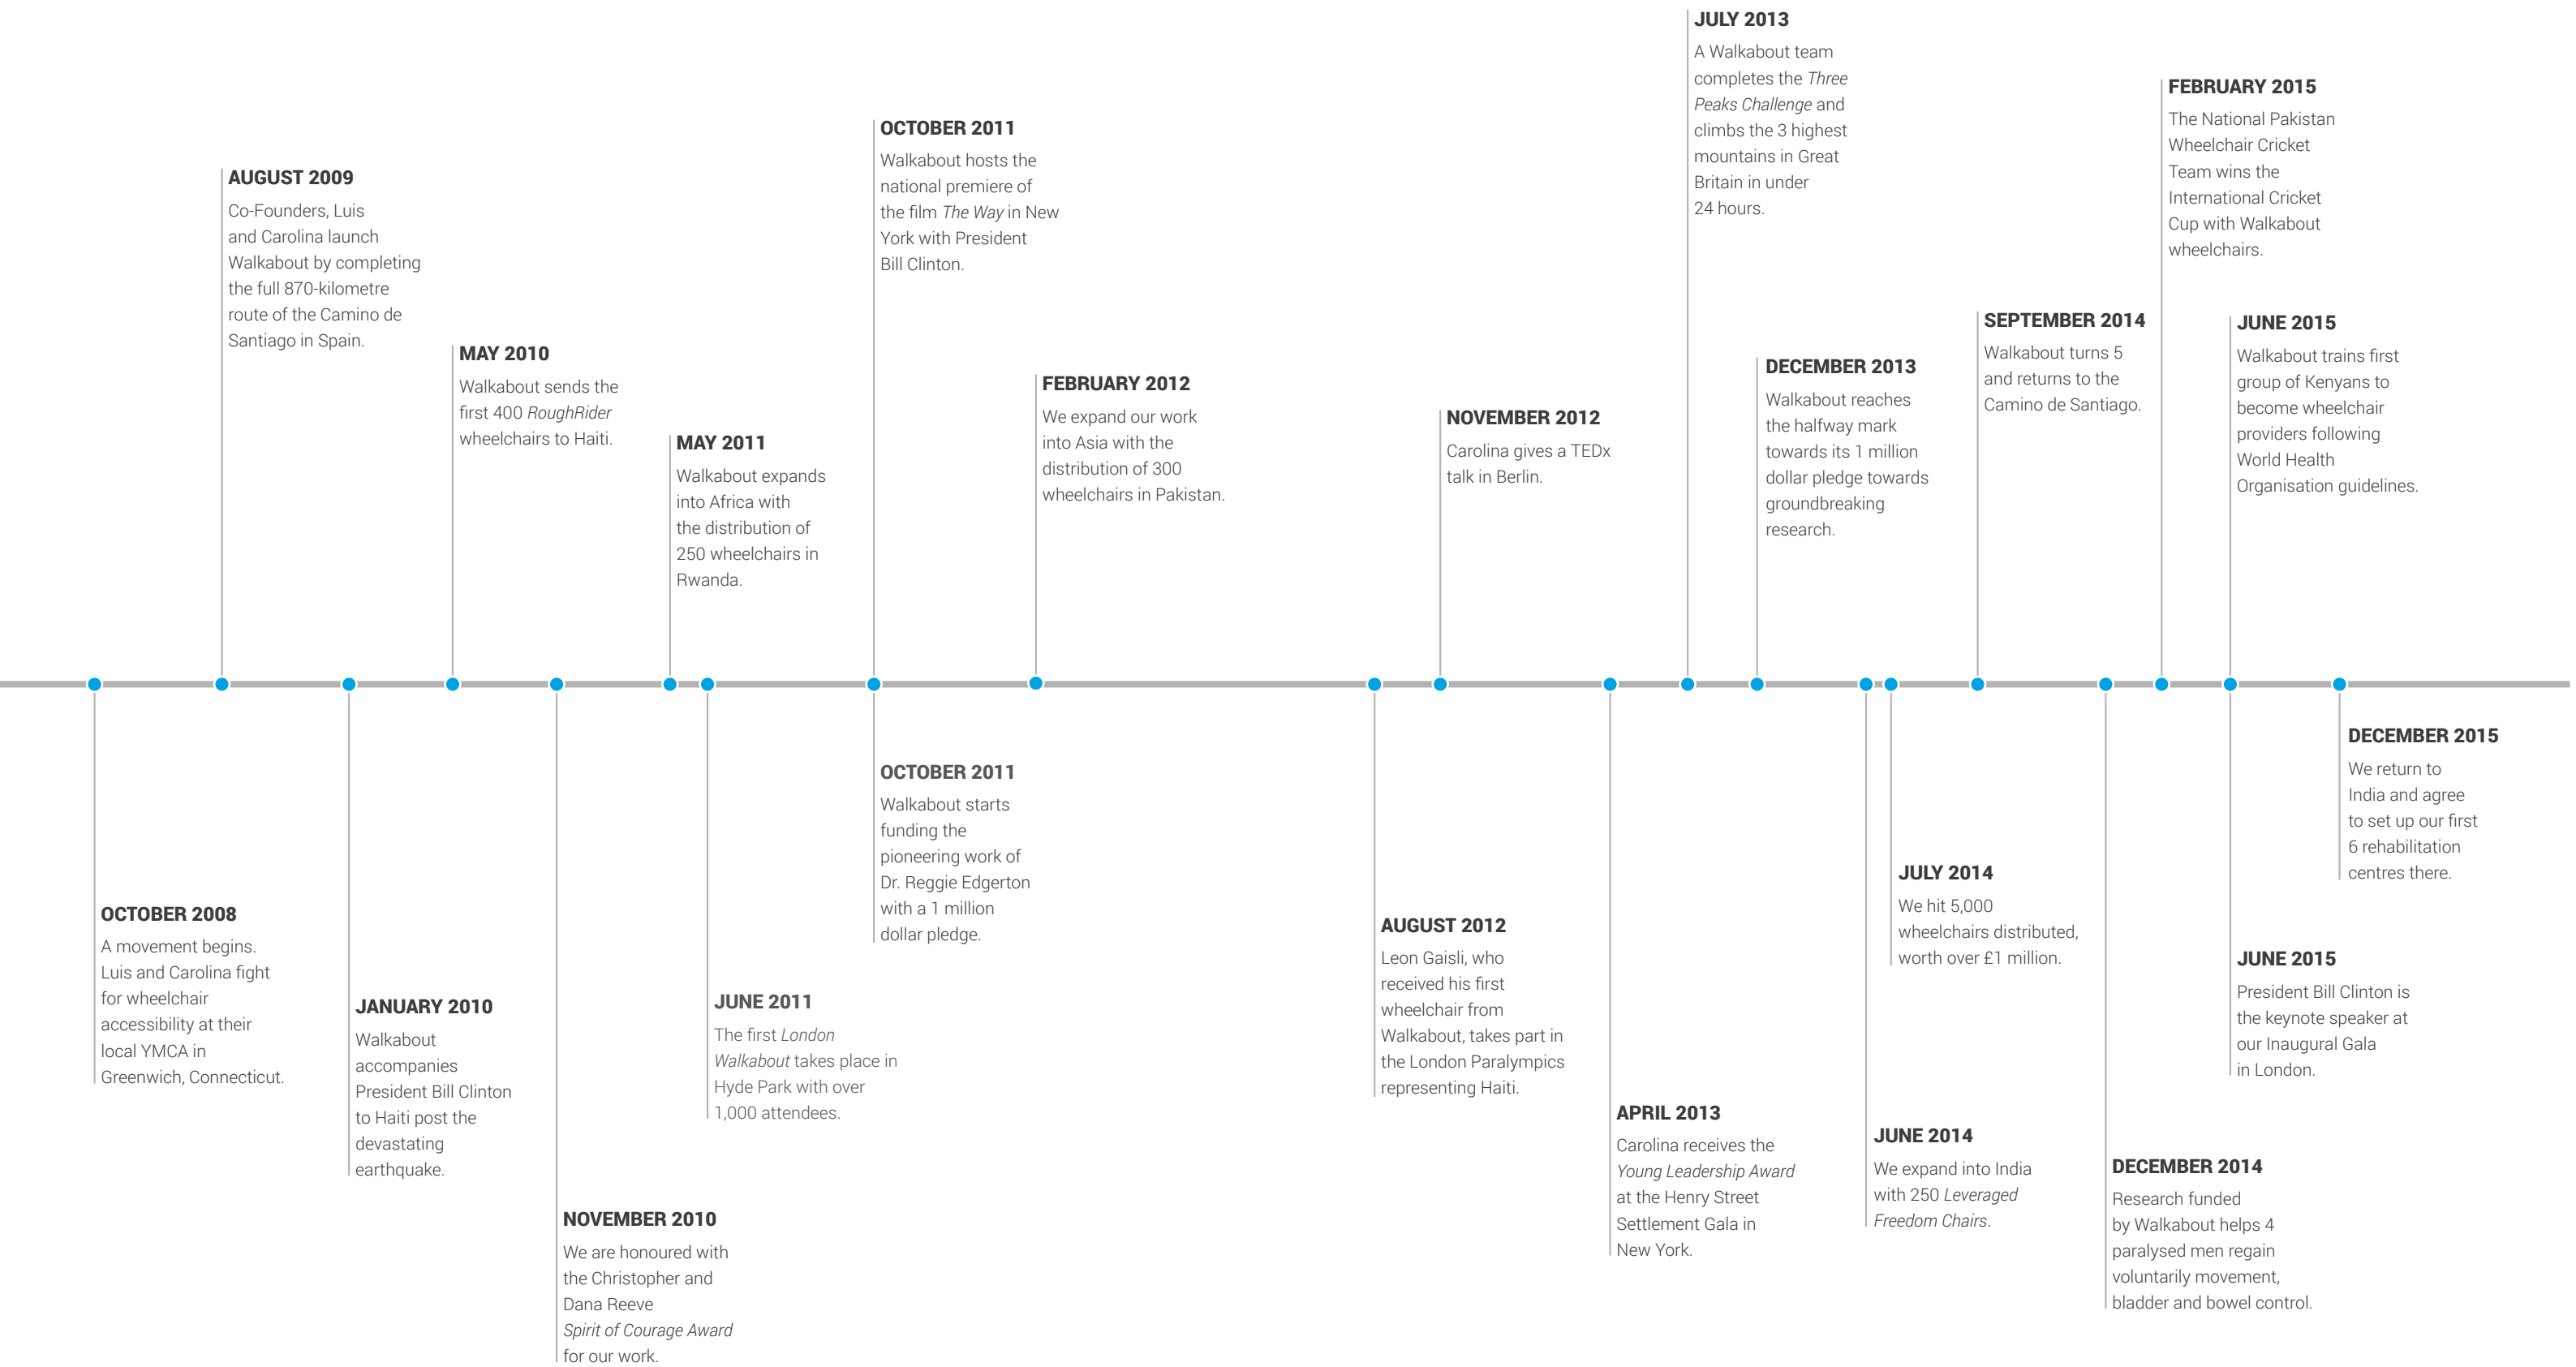 OCTOBER 2008
A movement begins.
Luis and Carolina fight
for wheelchair
accessibility at their
local YMCA in
Greenwich, Connecticut.
AUGUST 2009
Co-Founders, Luis
and Carolina launch
Walkabout by completing
the full 870-kilometre
route of the Camino de
Santiago in Spain.
JANUARY 2010
Walkabout
accompanies
President Bill Clinton
to Haiti post the
devastating
earthquake.
MAY 2010
Walkabout sends the
first 400 RoughRider
wheelchairs to Haiti.
NOVEMBER 2010
We are honoured with
the Christopher and
Dana Reeve
Spirit of Courage Award
for our work.
MAY 2011
Walkabout expands
into Africa with
the distribution of
250 wheelchairs in
Rwanda.
JUNE 2011
The first London
Walkabout takes place in
Hyde Park with over
1,000 attendees.
OCTOBER 2011
Walkabout hosts the
national premiere of
the film The Way in New
York with President
Bill Clinton.
OCTOBER 2011
Walkabout starts
funding the
pioneering work of
Dr. Reggie Edgerton
with a 1 million
dollar pledge.
FEBRUARY 2012
We expand our work
into Asia with the
distribution of 300
wheelchairs in Pakistan.
AUGUST 2012
Leon Gaisli, who
received his first
wheelchair from
Walkabout, takes part in
the London Paralympics
representing Haiti.
NOVEMBER 2012
Carolina gives a TEDx
talk in Berlin.
APRIL 2013
Carolina receives the
Young Leadership Award
at the Henry Street
Settlement Gala in
New York.
JULY 2013
A Walkabout team
completes the Three
Peaks Challenge and
climbs the 3 highest
mountains in Great
Britain in under
24 hours.
DECEMBER 2013
Walkabout reaches
the halfway mark
towards its 1 million
dollar pledge towards
groundbreaking
research.
JUNE 2014
We expand into India
with 250 Leveraged
Freedom Chairs.
JULY 2014
We hit 5,000
wheelchairs distributed,
worth over £1 million.
SEPTEMBER 2014
Walkabout turns 5
and returns to the
Camino de Santiago.
DECEMBER 2014
Research funded
by Walkabout helps 4
paralysed men regain
voluntarily movement,
bladder and bowel control.
FEBRUARY 2015
The National Pakistan
Wheelchair Cricket
Team wins the
International Cricket
Cup with Walkabout
wheelchairs.
JUNE 2015
Walkabout trains first
group of Kenyans to
become wheelchair
providers following
World Health
Organisation guidelines.
JUNE 2015
President Bill Clinton is
the keynote speaker at
our Inaugural Gala
in London.
DECEMBER 2015
We return to
India and agree
to set up our first
6 rehabilitation
centres there.